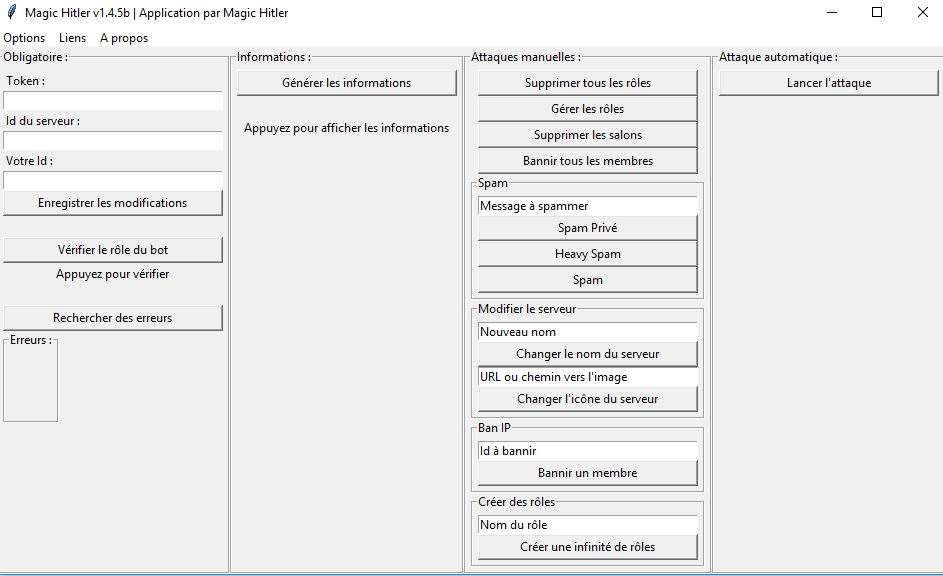 Magic Hitler v1.4.5b | Application par Magic Hitler
Options Liens A propos
Obligatoire :
Token :
Id du serveur :
Votre Id :
Enregistrer les modifications
Vérifier le rôle du bot
Appuyez pour vérifier
Rechercher des erreurs
Erreurs :
Informations :
Générer les informations
Appuyez pour afficher les informations
Attaques manuelles :
Supprimer tous les rôles
Gérer les rôles
Supprimer les salons
Bannir tous les membres
Spam
Message à spammer
Spam Privé
Heavy Spam
Spam
Modifier le serveur
Nouveau nom
Changer le nom du serveur
URL ou chemin vers l'image
Changer l'icône du serveur
Ban IP
Id à bannir
Bannir un membre
Créer des rôles
Nom du rôle
Créer une infinité de rôles
Attaque automatique :
Lancer l'attaque